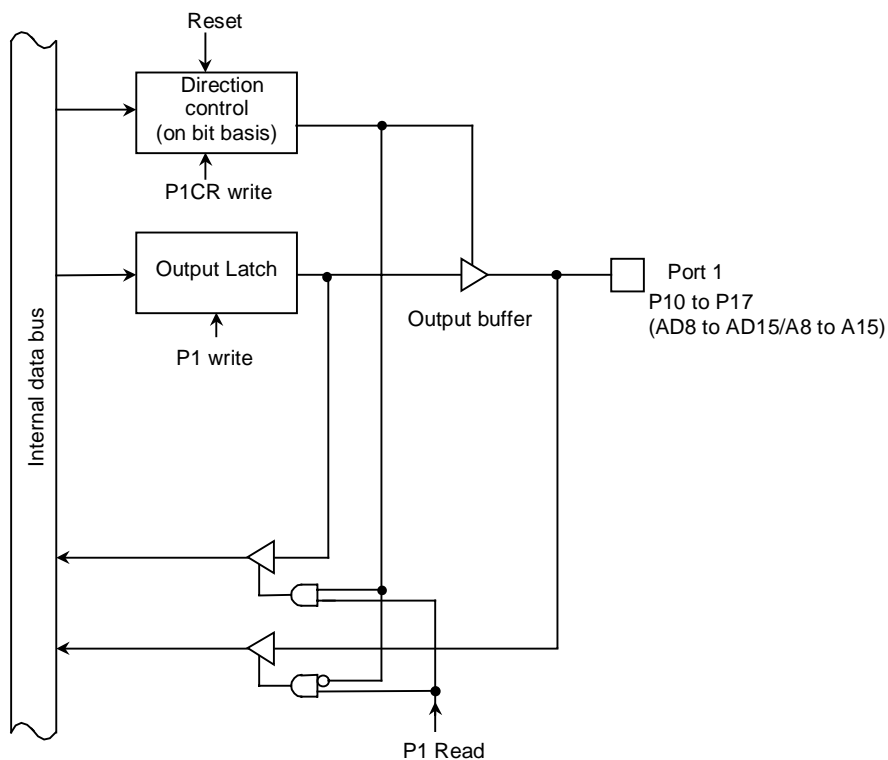 Reset
Direction
control
(on bit basis)
P1CR write
Output Latch
P1 write
Output buffer
Port 1
P10 to P17
(AD8 to AD15/A8 to A15)
Internal data bus
P1 Read